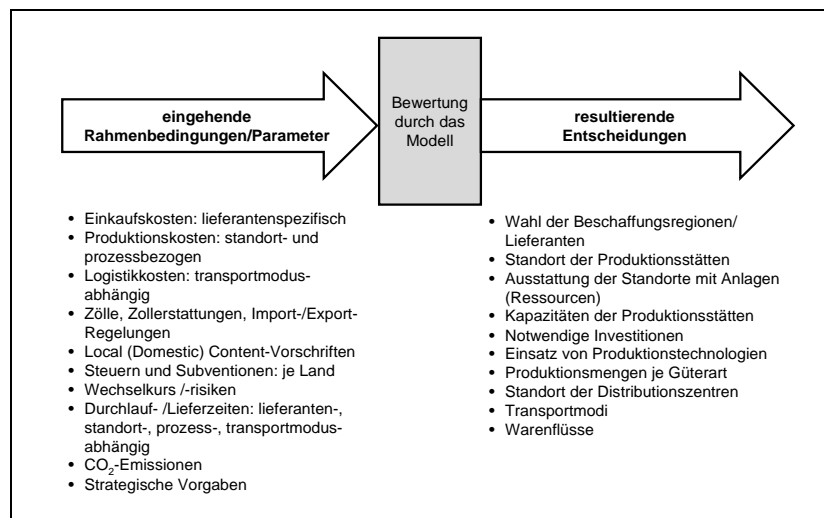 eingehende
Rahmenbedingungen/Parameter
Bewertung
durch das
Modell
resultierende
Entscheidungen
• Einkaufskosten: lieferantenspezifisch
• Produktionskosten: standort- und
prozessbezogen
• Logistikkosten: transportmodus-
abhängig
• Zölle, Zollerstattungen, Import-/Export-
Regelungen
• Local (Domestic) Content-Vorschriften
• Steuern und Subventionen: je Land
• Wechselkurs /-risiken
• Durchlauf- /Lieferzeiten: lieferanten-,
standort-, prozess-, transportmodus-
abhängig
• CO₂-Emissionen
• Strategische Vorgaben
• Wahl der Beschaffungsregionen/
Lieferanten
• Standort der Produktionsstätten
• Ausstattung der Standorte mit Anlagen
(Ressourcen)
• Kapazitäten der Produktionsstätten
• Notwendige Investitionen
• Einsatz von Produktionstechnologien
• Produktionsmengen je Güterart
• Standort der Distributionszentren
• Transportmodi
• Warenflüsse